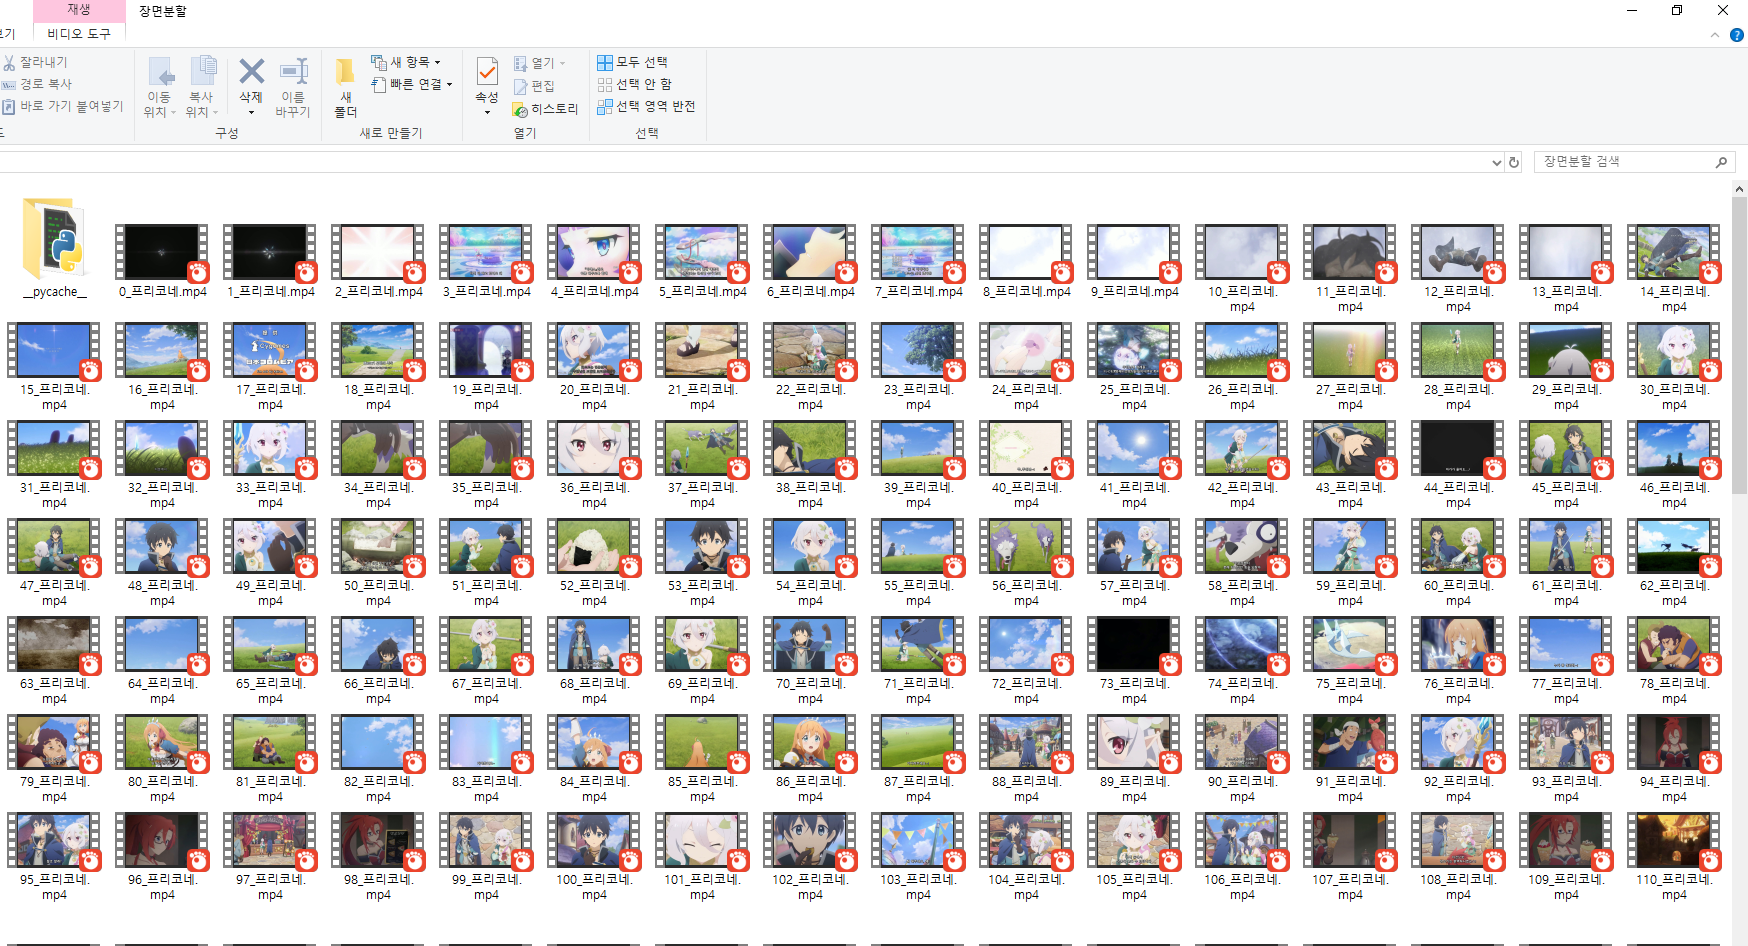 재생
장면분할
보기
비디오 도구
잘라내기
경로 복사
바로 가기 붙여넣기
이동 위치
복사 위치
삭제
이름 바꾸기
구성
새 폴더
새 항목
빠른 연결
새로 만들기
속성
열기
편집
히스토리
열기
모두 선택
선택 안 함
선택 영역 반전
선택
장면분할 검색
__pycache__
0_프리코네.mp4
1_프리코네.mp4
2_프리코네.mp4
3_프리코네.mp4
4_프리코네.mp4
5_프리코네.mp4
6_프리코네.mp4
7_프리코네.mp4
8_프리코네.mp4
9_프리코네.mp4
10_프리코네.mp4
11_프리코네.mp4
12_프리코네.mp4
13_프리코네.mp4
14_프리코네.mp4
15_프리코네.mp4
16_프리코네.mp4
17_프리코네.mp4
18_프리코네.mp4
19_프리코네.mp4
20_프리코네.mp4
21_프리코네.mp4
22_프리코네.mp4
23_프리코네.mp4
24_프리코네.mp4
25_프리코네.mp4
26_프리코네.mp4
27_프리코네.mp4
28_프리코네.mp4
29_프리코네.mp4
30_프리코네.mp4
31_프리코네.mp4
32_프리코네.mp4
33_프리코네.mp4
34_프리코네.mp4
35_프리코네.mp4
36_프리코네.mp4
37_프리코네.mp4
38_프리코네.mp4
39_프리코네.mp4
40_프리코네.mp4
41_프리코네.mp4
42_프리코네.mp4
43_프리코네.mp4
44_프리코네.mp4
45_프리코네.mp4
46_프리코네.mp4
47_프리코네.mp4
48_프리코네.mp4
49_프리코네.mp4
50_프리코네.mp4
51_프리코네.mp4
52_프리코네.mp4
53_프리코네.mp4
54_프리코네.mp4
55_프리코네.mp4
56_프리코네.mp4
57_프리코네.mp4
58_프리코네.mp4
59_프리코네.mp4
60_프리코네.mp4
61_프리코네.mp4
62_프리코네.mp4
63_프리코네.mp4
64_프리코네.mp4
65_프리코네.mp4
66_프리코네.mp4
67_프리코네.mp4
68_프리코네.mp4
69_프리코네.mp4
70_프리코네.mp4
71_프리코네.mp4
72_프리코네.mp4
73_프리코네.mp4
74_프리코네.mp4
75_프리코네.mp4
76_프리코네.mp4
77_프리코네.mp4
78_프리코네.mp4
79_프리코네.mp4
80_프리코네.mp4
81_프리코네.mp4
82_프리코네.mp4
83_프리코네.mp4
84_프리코네.mp4
85_프리코네.mp4
86_프리코네.mp4
87_프리코네.mp4
88_프리코네.mp4
89_프리코네.mp4
90_프리코네.mp4
91_프리코네.mp4
92_프리코네.mp4
93_프리코네.mp4
94_프리코네.mp4
95_프리코네.mp4
96_프리코네.mp4
97_프리코네.mp4
98_프리코네.mp4
99_프리코네.mp4
100_프리코네.mp4
101_프리코네.mp4
102_프리코네.mp4
103_프리코네.mp4
104_프리코네.mp4
105_프리코네.mp4
106_프리코네.mp4
107_프리코네.mp4
108_프리코네.mp4
109_프리코네.mp4
110_프리코네.mp4